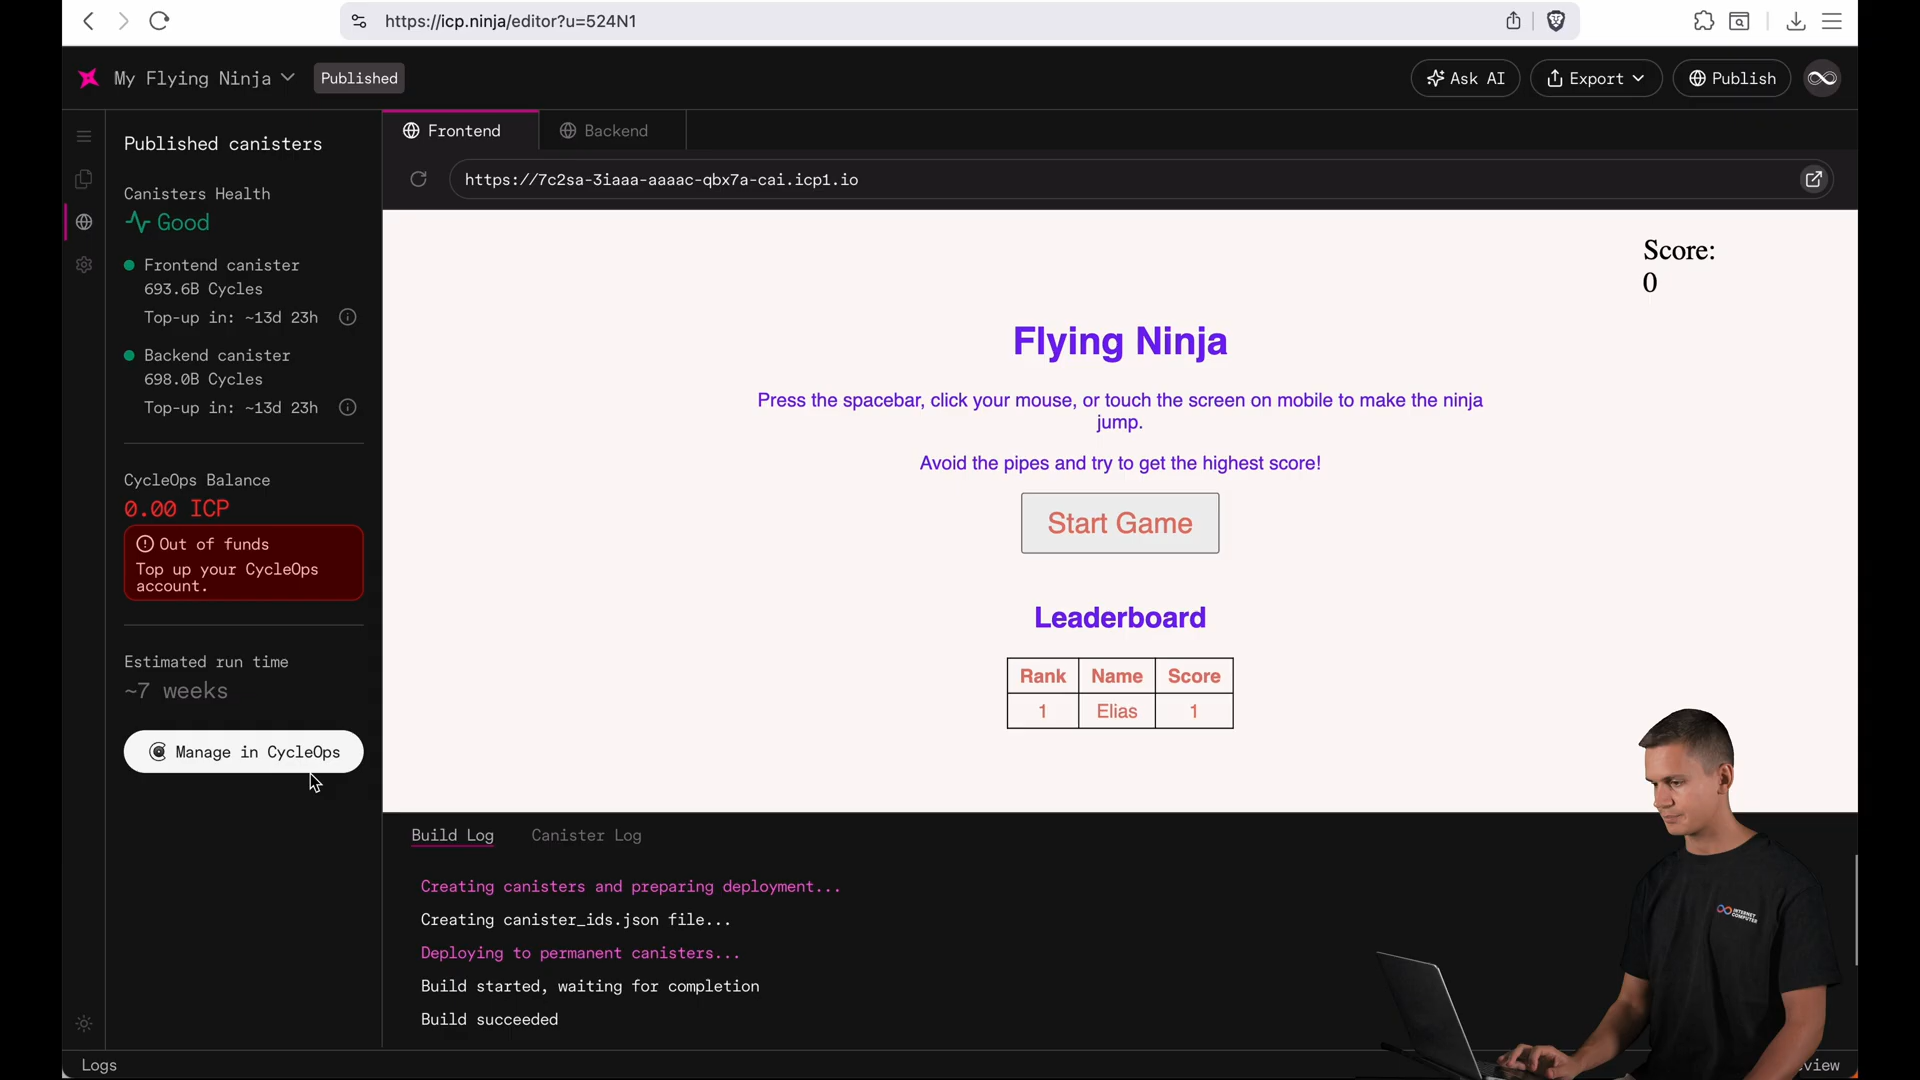 https://icp.ninja/editor?u=524N1
My Flying Ninja
Published
Ask AI
Export
Publish
Published canisters
Canisters Health
Good
Frontend canister
693.6B Cycles
Top-up in: ~13d 23h
Backend canister
698.0B Cycles
Top-up in: ~13d 23h
CycleOps Balance
0.00 ICP
Out of funds
Top up your CycleOps
account.
Estimated run time
~7 weeks
Manage in CycleOps
Frontend
Backend
https://7c2sa-3iaaa-aaaac-qbx7a-cai.icp1.io
Score:
0
Flying Ninja
Press the spacebar, click your mouse, or touch the screen on mobile to make the ninja
jump.
Avoid the pipes and try to get the highest score!
Start Game
Leaderboard
Rank Name Score
1 Elias 1
Build Log
Canister Log
Creating canisters and preparing deployment...
Creating canister_ids.json file...
Deploying to permanent canisters...
Build started, waiting for completion
Build succeeded
INTERNET
COMPUTER
Logs